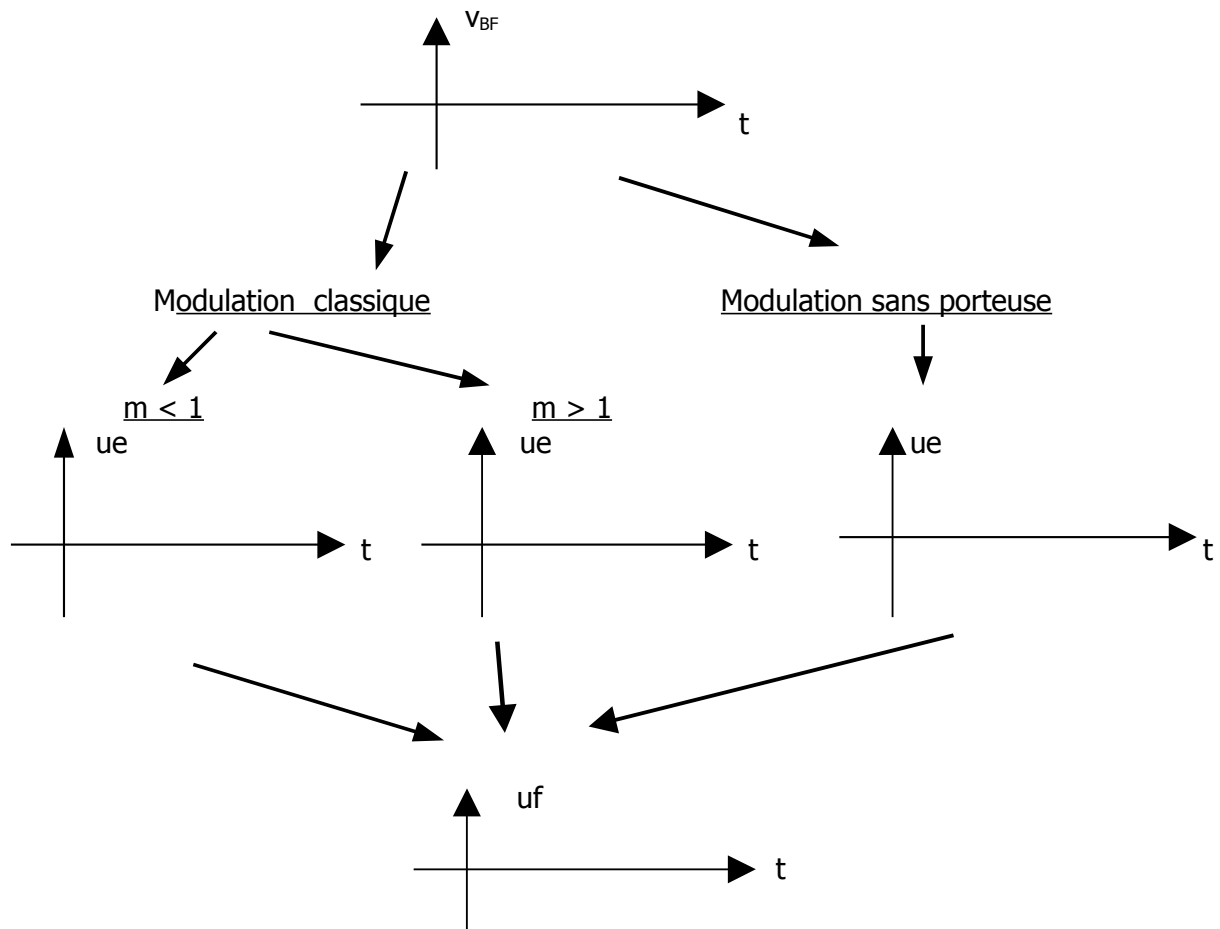 vBF
t
Modulation classique
Modulation sans porteuse
m < 1
m > 1
ue
ue
ue
t
t
t
uf
t